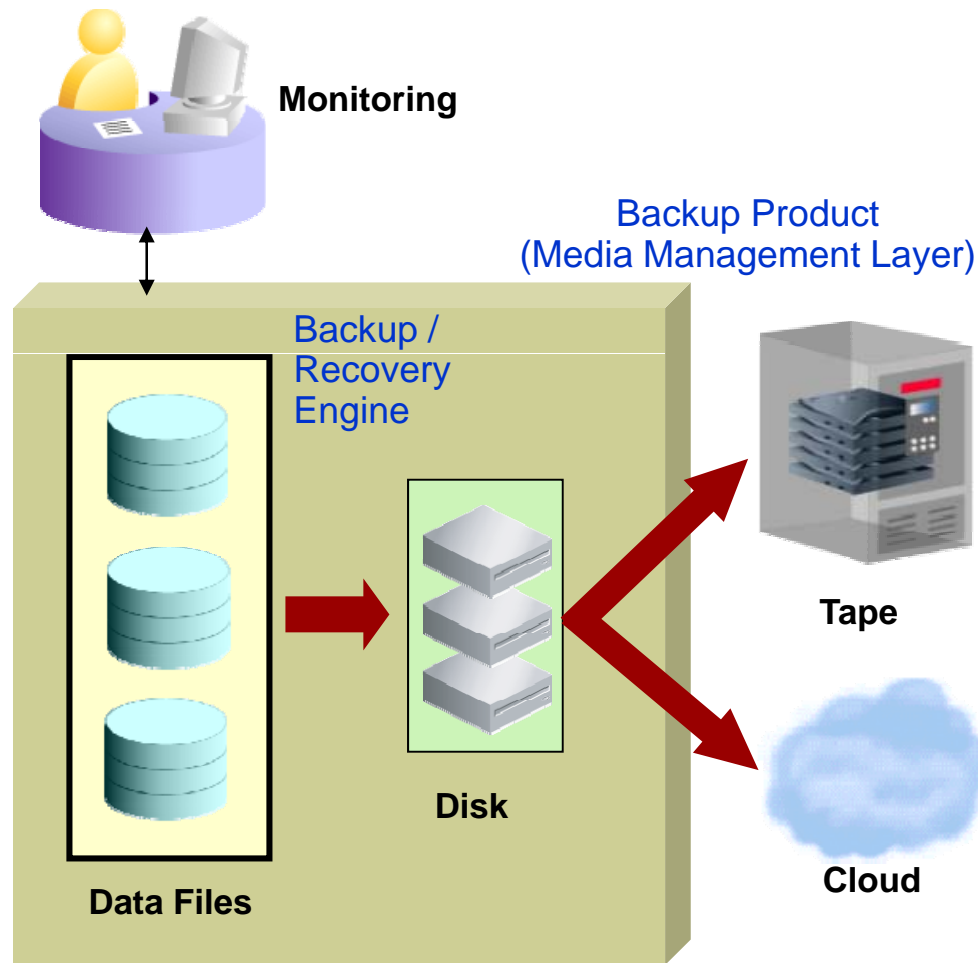 Monitoring
Backup Product
(Media Management Layer)
Backup /
Recovery
Engine
Tape
Disk
Cloud
Data Files